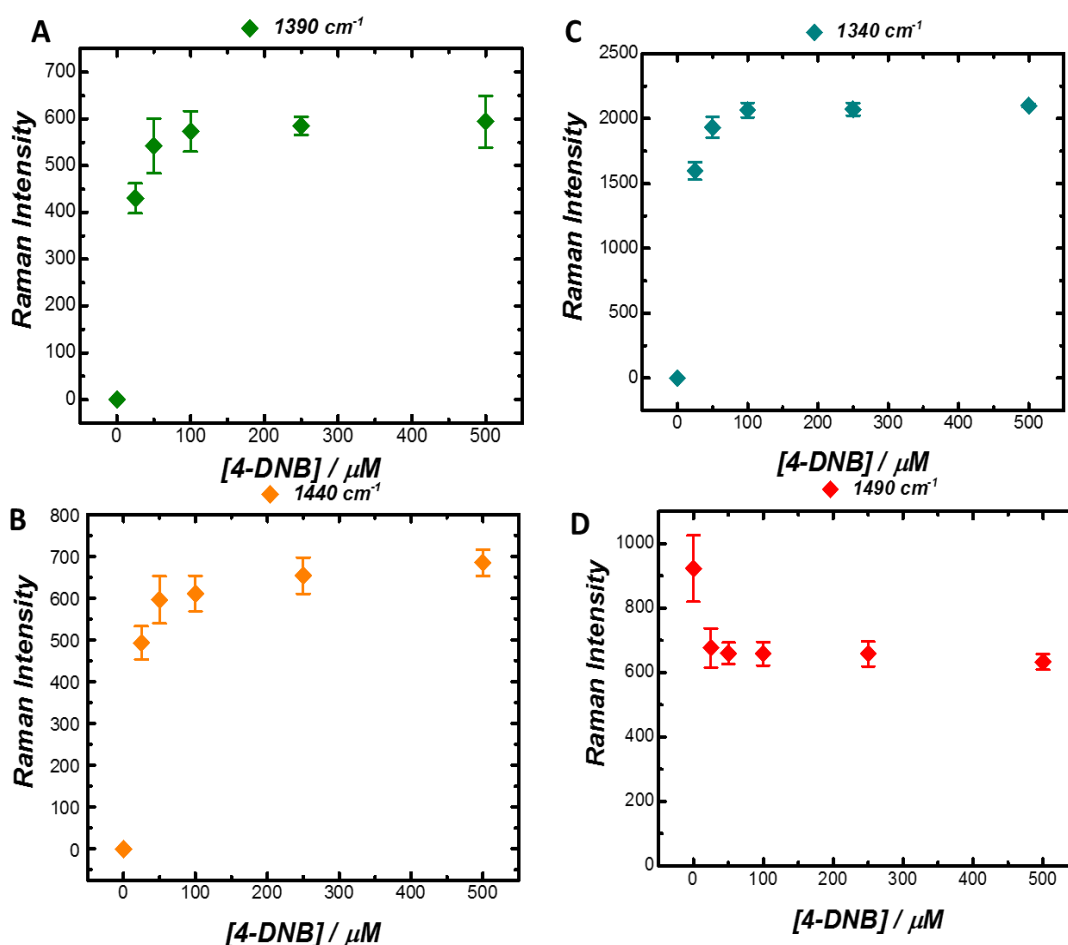 A
1390 cm-1
700
600
500
400
300
200
100
0
Raman Intensity
0 100 200 300 400 500
[4-DNB] / μM
B
1440 cm-1
800
700
600
500
400
300
200
100
0
Raman Intensity
0 100 200 300 400 500
[4-DNB] / μM
C
1340 cm-1
2500
2000
1500
1000
500
0
Raman Intensity
0 100 200 300 400 500
[4-DNB] / μM
D
1490 cm-1
1000
800
600
400
200
0
Raman Intensity
0 100 200 300 400 500
[4-DNB] / μM